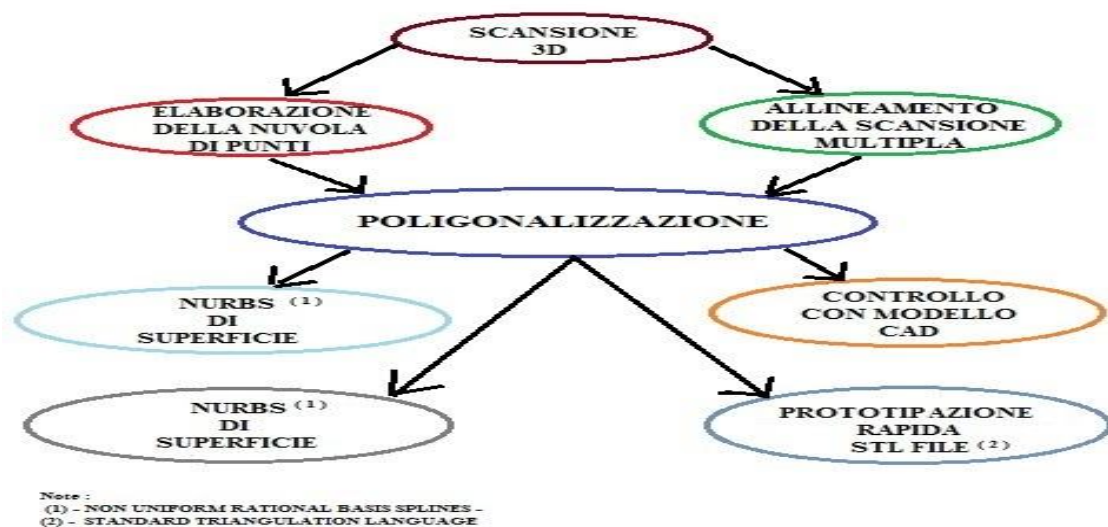 SCANSIONE
3D
ELABORAZIONE
DELLA NUVOLA
DI PUNTI
ALLINEAMENTO
DELLA SCANSIONE
MULTIPLA
POLIGONALIZZAZIONE
NURBS (1)
DI
SUPERFICIE
CONTROLLO
CON MODELLO
CAD
NURBS (1)
DI
SUPERFICIE
PROTOTIPAZIONE
RAPIDA
STL FILE (2)
Note :
(1) - NON UNIFORM RATIONAL BASIS SPLINES -
(2) - STANDARD TRIANGULATION LANGUAGE